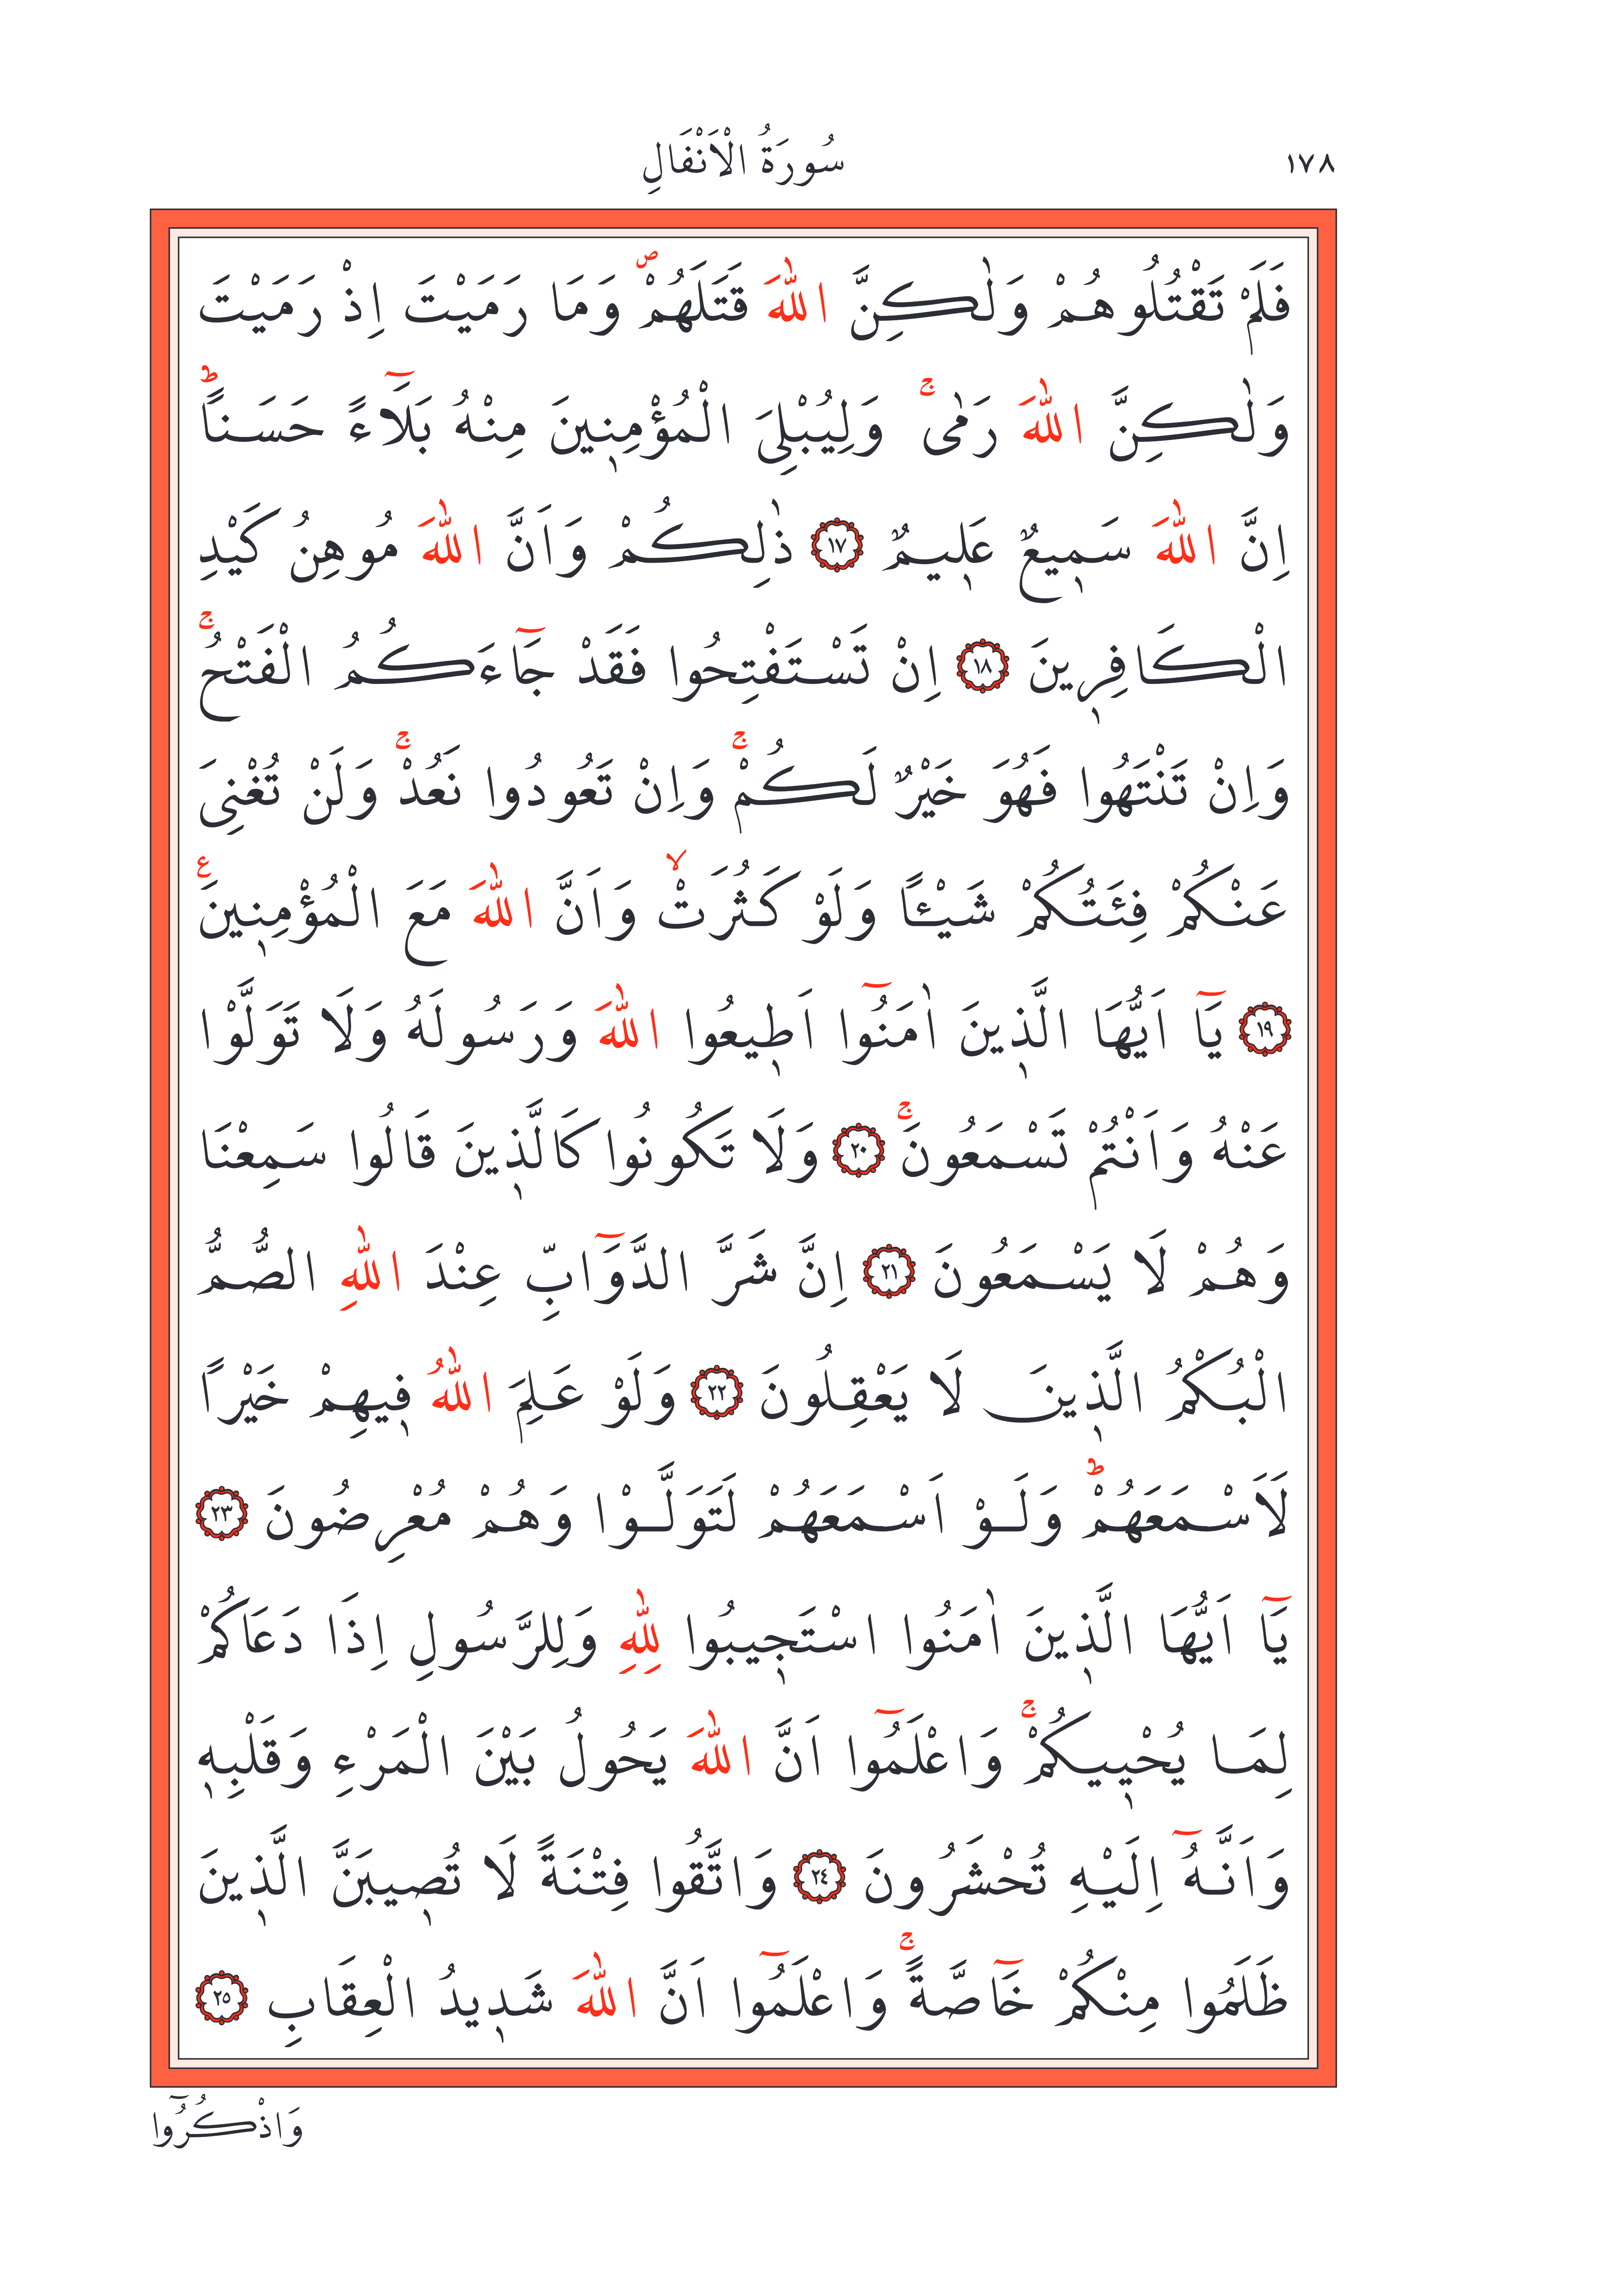 ١٧٨
سُورَةُ الْاَنْفَالِ
فَلَمْ تَقْتُلُوهُمْ وَلٰكِنَّ اللّٰهَ قَتَلَهُمْۖ وَمَا رَمَيْتَ اِذْ رَمَيْتَ
وَلٰكِنَّ اللّٰهَ رَمٰىۚ وَلِيُبْلِيَ الْمُؤْمِن۪ينَ مِنْهُ بَلَٓاءً حَسَناًۜ
اِنَّ اللّٰهَ سَم۪يعٌ عَل۪يمٌ ﴿١٧﴾ ذٰلِكُمْ وَاَنَّ اللّٰهَ مُوهِنُ كَيْدِ
الْكَافِر۪ينَ ﴿١٨﴾ اِنْ تَسْتَفْتِحُوا فَقَدْ جَٓاءَكُمُ الْفَتْحُۚ
وَاِنْ تَنْتَهُوا فَهُوَ خَيْرٌ لَكُمْۚ وَاِنْ تَعُودُوا نَعُدْۚ وَلَنْ تُغْنِيَ
عَنْكُمْ فِئَتُكُمْ شَيْـًٔا وَلَوْ كَثُرَتْۙ وَاَنَّ اللّٰهَ مَعَ الْمُؤْمِن۪ينَ۟
﴿١٩﴾ يَٓا اَيُّهَا الَّذ۪ينَ اٰمَنُٓوا اَط۪يعُوا اللّٰهَ وَرَسُولَهُ وَلَا تَوَلَّوْا
عَنْهُ وَاَنْتُمْ تَسْمَعُونَۚ ﴿٢٠﴾ وَلَا تَكُونُوا كَالَّذ۪ينَ قَالُوا سَمِعْنَا
وَهُمْ لَا يَسْمَعُونَ ﴿٢١﴾ اِنَّ شَرَّ الدَّوَٓابِّ عِنْدَ اللّٰهِ الصُّمُّ
الْبُكْمُ الَّذ۪ينَ لَا يَعْقِلُونَ ﴿٢٢﴾ وَلَوْ عَلِمَ اللّٰهُ ف۪يهِمْ خَيْراً
لَاَسْمَعَهُمْۜ وَلَوْ اَسْمَعَهُمْ لَتَوَلَّوْا وَهُمْ مُعْرِضُونَ ﴿٢٣﴾
يَٓا اَيُّهَا الَّذ۪ينَ اٰمَنُوا اسْتَج۪يبُوا لِلّٰهِ وَلِلرَّسُولِ اِذَا دَعَاكُمْ
لِمَا يُحْي۪يكُمْۚ وَاعْلَمُٓوا اَنَّ اللّٰهَ يَحُولُ بَيْنَ الْمَرْءِ وَقَلْبِه۪
وَاَنَّهُٓ اِلَيْهِ تُحْشَرُونَ ﴿٢٤﴾ وَاتَّقُوا فِتْنَةً لَا تُص۪يبَنَّ الَّذ۪ينَ
ظَلَمُوا مِنْكُمْ خَٓاصَّةًۚ وَاعْلَمُٓوا اَنَّ اللّٰهَ شَد۪يدُ الْعِقَابِ ﴿٢٥﴾
وَاذْكُرُٓوا